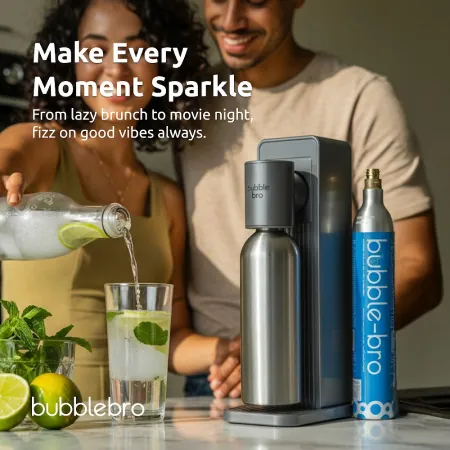 Make Every
Moment Sparkle
From lazy brunch to movie night,
fizz on good vibes always.
bubble
bro
bubble-bro
bubblebro